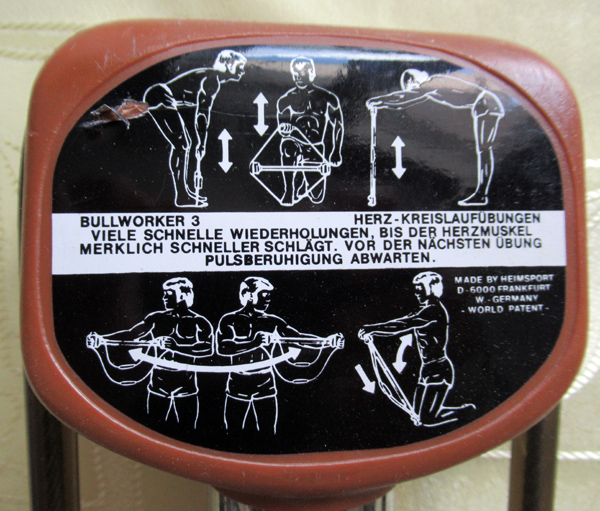 BULLWORKER 3 HERZ-KREISLAUFÜBUNGEN
VIELE SCHNELLE WIEDERHOLUNGEN, BIS DER HERZMUSKEL
MERKLICH SCHNELLER SCHLÄGT. VOR DER NÄCHSTEN ÜBUNG
PULSBERUHIGUNG ABWARTEN.
MADE BY HEIMSPORT
D-6000 FRANKFURT
W - GERMANY
- WORLD PATENT -